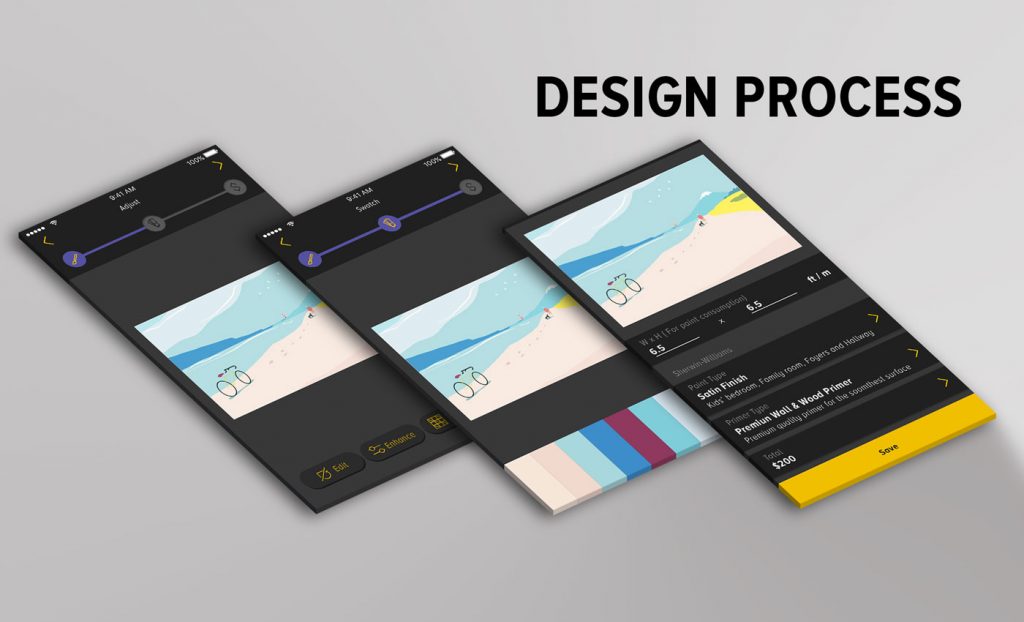 DESIGN PROCESS
9:41 AM
100%
Adjust
$
Edit
Enhance
9:41 AM
100%
Swatch
$
W x H ( For paint consumption)
6.5
x
6.5
ft / m
Sherwin-Williams
Paint Type
Satin Finish
Kids' bedroom, Family room, Foyers and Hallway
Primer Type
Premiun Wall & Wood Primer
Premium quality primer for the soomthest surface
Total
$200
Save